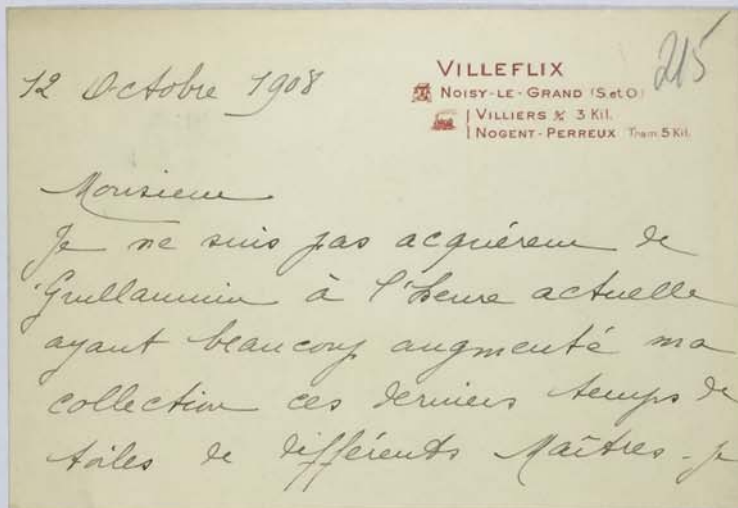 215
12 Octobre 1908
VILLEFLIX
NOISY-LE-GRAND (S.et O)
VILLIERS S/M 3 Kil.
NOGENT-PERREUX Tram 5 Kil.
Monsieur
Je ne suis pas acquéreur de
Guillaumin à l'heure actuelle
ayant beaucoup augmenté ma
collection ces derniers temps de
toiles de différents Maîtres. Je